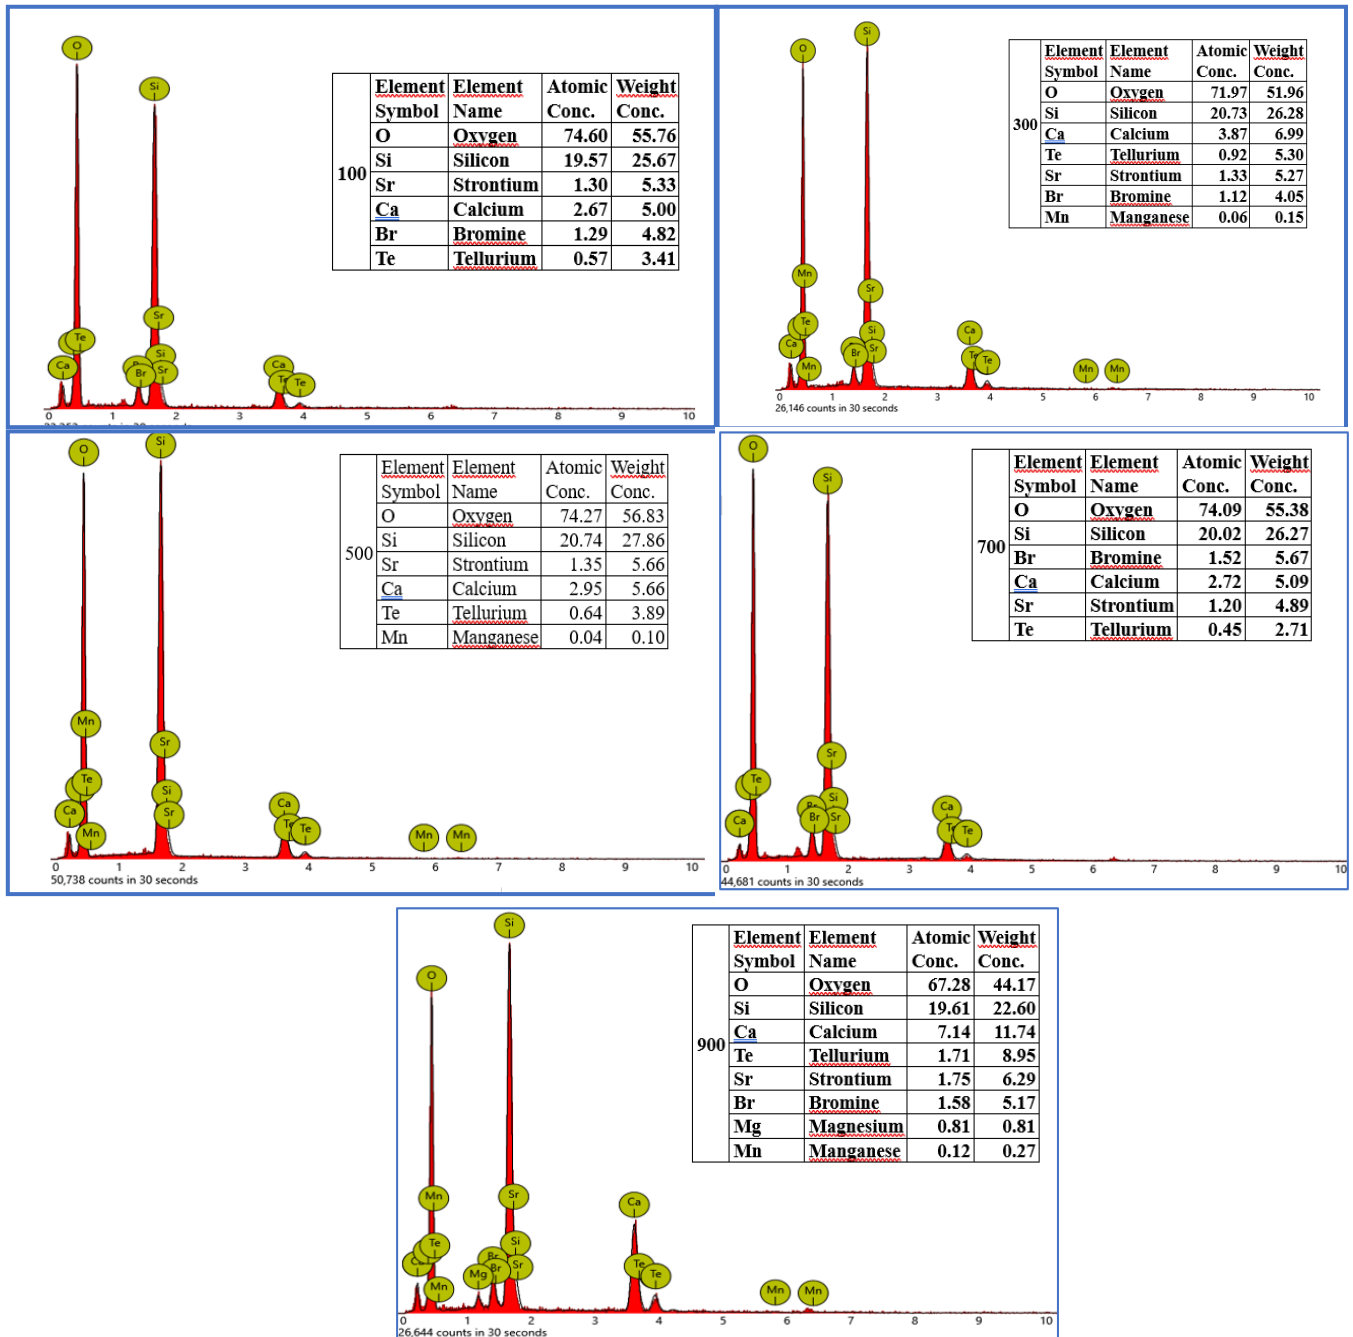 O
Si
Sr
Te
Si
Ca
Sr
Br
Ca
Te
Te
0 1 2 3 4 5 6 7 8 9 10
100
Element Symbol Element Name Atomic Conc. Weight Conc.
O Oxygen 74.60 55.76
Si Silicon 19.57 25.67
Sr Strontium 1.30 5.33
Ca Calcium 2.67 5.00
Br Bromine 1.29 4.82
Te Tellurium 0.57 3.41
Si
O
Mn
Sr
Te
Si
Ca
Sr
Br
Mn
Ca
Te
Te
Mn
Mn
0 1 2 3 4 5 6 7 8 9 10
26,146 counts in 30 seconds
300
Element Symbol Element Name Atomic Conc. Weight Conc.
O Oxygen 71.97 51.96
Si Silicon 20.73 26.28
Ca Calcium 3.87 6.99
Te Tellurium 0.92 5.30
Sr Strontium 1.33 5.27
Br Bromine 1.12 4.05
Mn Manganese 0.06 0.15
Si
O
Mn
Sr
Te
Si
Ca
Sr
Mn
Ca
Te
Te
Mn
Mn
0 1 2 3 4 5 6 7 8 9 10
50,738 counts in 30 seconds
500
Element Symbol Element Name Atomic Conc. Weight Conc.
O Oxygen 74.27 56.83
Si Silicon 20.74 27.86
Sr Strontium 1.35 5.66
Ca Calcium 2.95 5.66
Te Tellurium 0.64 3.89
Mn Manganese 0.04 0.10
O
Si
Sr
Te
Si
Br
Ca
Br
Sr
Ca
Te
Te
0 1 2 3 4 5 6 7 8 9 10
44,681 counts in 30 seconds
700
Element Symbol Element Name Atomic Conc. Weight Conc.
O Oxygen 74.09 55.38
Si Silicon 20.02 26.27
Br Bromine 1.52 5.67
Ca Calcium 2.72 5.09
Sr Strontium 1.20 4.89
Te Tellurium 0.45 2.71
Si
O
Mn
Sr
Te
Si
Ca
Br
Br
Sr
Mg
Mn
Ca
Te
Te
Mn
Mn
0 1 2 3 4 5 6 7 8 9 10
26,644 counts in 30 seconds
900
Element Symbol Element Name Atomic Conc. Weight Conc.
O Oxygen 67.28 44.17
Si Silicon 19.61 22.60
Ca Calcium 7.14 11.74
Te Tellurium 1.71 8.95
Sr Strontium 1.75 6.29
Br Bromine 1.58 5.17
Mg Magnesium 0.81 0.81
Mn Manganese 0.12 0.27